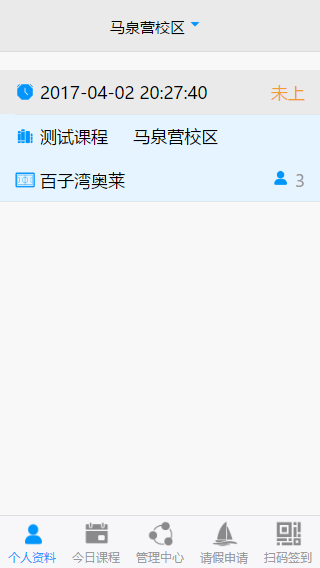 马泉营校区
2017-04-02 20:27:40 未上
测试课程 马泉营校区
百子湾奥莱 3
个人资料 今日课程 管理中心 请假申请 扫码签到